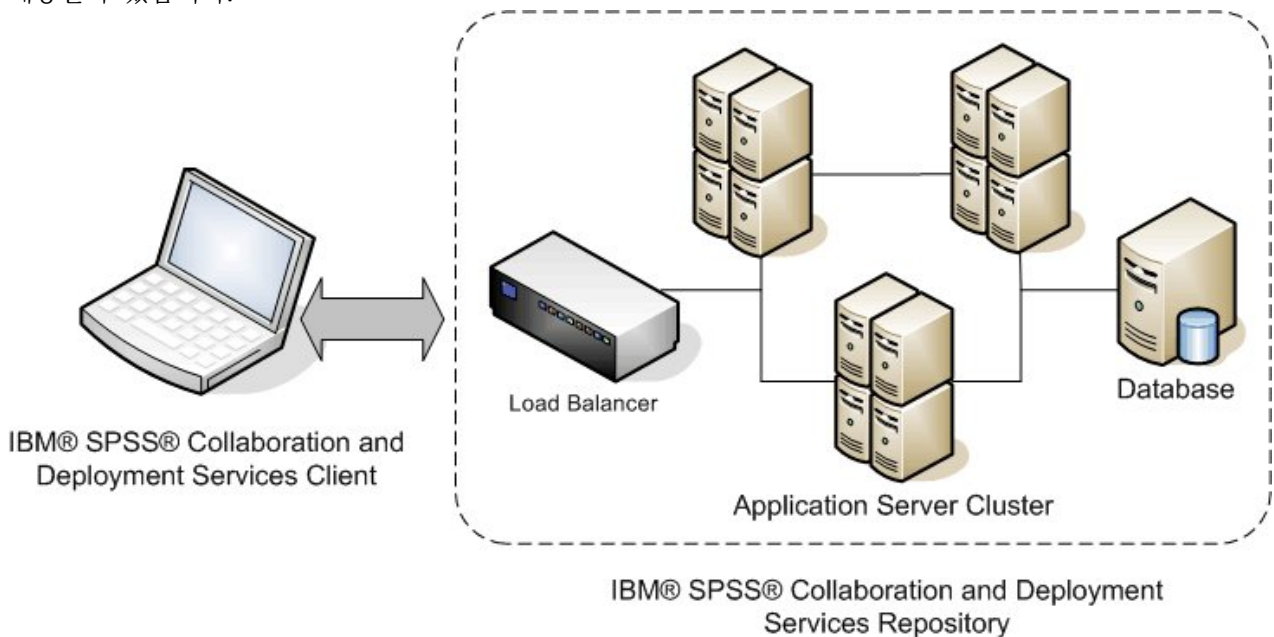 IBM® SPSS® Collaboration and
Deployment Services Client
Load Balancer
Application Server Cluster
Database
IBM® SPSS® Collaboration and Deployment
Services Repository